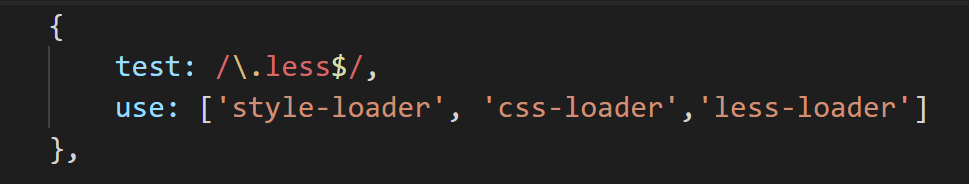 {
test: /\.less$/,
use: ['style-loader', 'css-loader','less-loader']
},